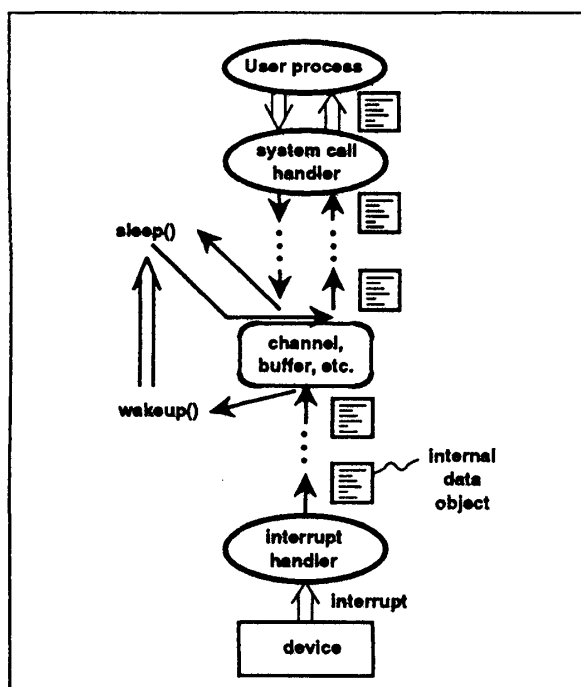 User process
system call
handler
sleep()
channel,
buffer, etc.
wakeup()
internal
data
object
interrupt
handler
interrupt
device